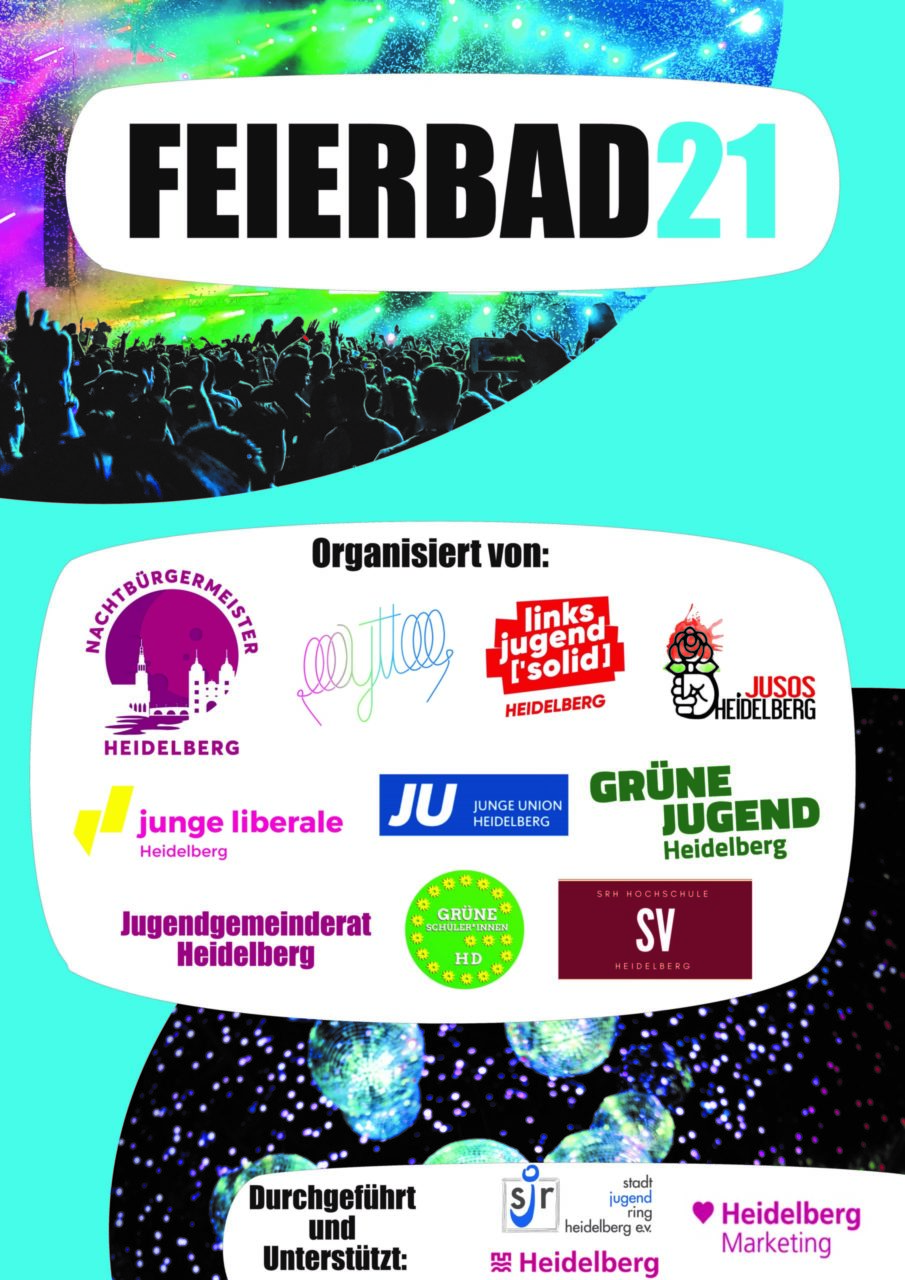 FEIERBAD21
Organisiert von:
NACHTBÜRGERMEISTER
HEIDELBERG
links
jugend
['solid]
HEIDELBERG
JUSOS
HEIDELBERG
junge liberale
Heidelberg
JU
JUNGE UNION
HEIDELBERG
GRÜNE
JUGEND
Heidelberg
Jugendgemeinderat
Heidelberg
GRÜNE
SCHÜLER*INNEN
HD
SRH HOCHSCHULE
SV
HEIDELBERG
Durchgeführt
und
Unterstützt:
sjr
stadt
jugend
ring
heidelberg e.v.
Heidelberg
Heidelberg
Marketing